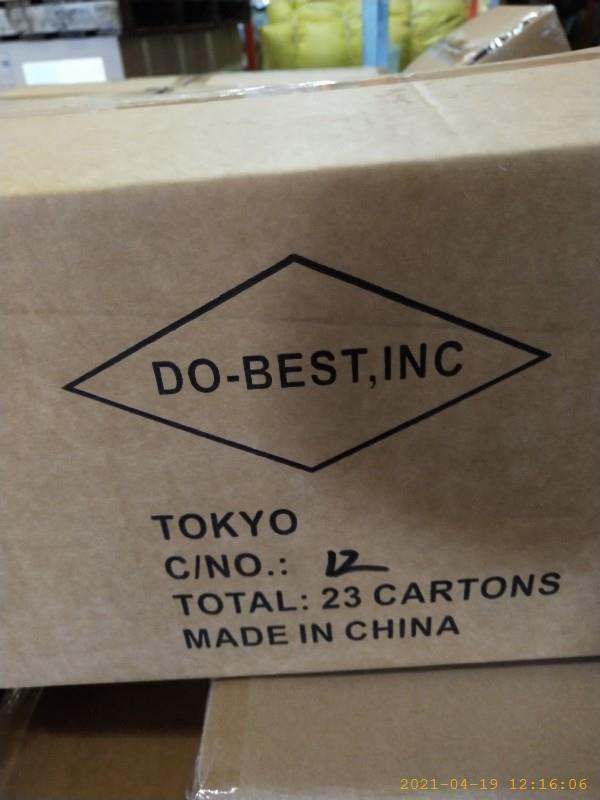 DO-BEST,INC
TOKYO
C/NO.: 12
TOTAL: 23 CARTONS
MADE IN CHINA
2021-04-19 12:16:06